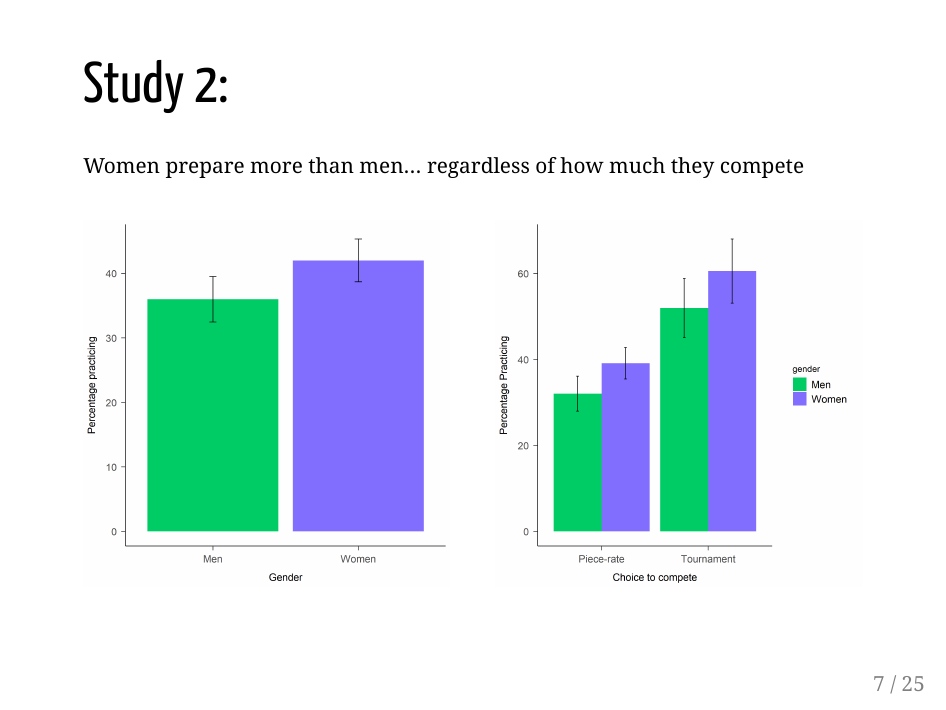 Study 2:
Women prepare more than men... regardless of how much they compete
Percentage practicing
40
30
20
10
0
Men
Women
Gender
Percentage Practicing
60
40
20
0
Piece-rate
Tournament
Choice to compete
gender
Men
Women
7 / 25